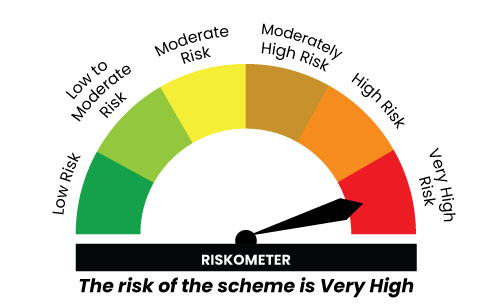 Low Risk
Low to
Moderate
Risk
Moderate
Risk
Moderately
High Risk
High Risk
Very High
Risk
RISKOMETER
The risk of the scheme is Very High